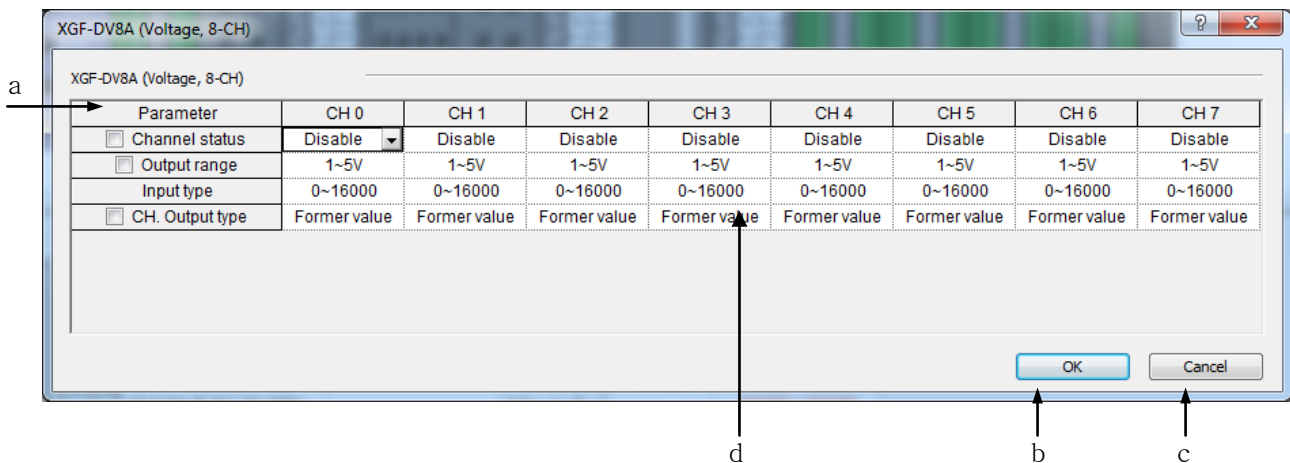 XGF-DV8A (Voltage, 8-CH)
XGF-DV8A (Voltage, 8-CH)
a
Parameter CH 0 CH 1 CH 2 CH 3 CH 4 CH 5 CH 6 CH 7
Channel status Disable Disable Disable Disable Disable Disable Disable Disable
Output range 1~5V 1~5V 1~5V 1~5V 1~5V 1~5V 1~5V 1~5V
Input type 0~16000 0~16000 0~16000 0~16000 0~16000 0~16000 0~16000 0~16000
CH. Output type Former value Former value Former value Former value Former value Former value Former value Former value
OK Cancel
d b c